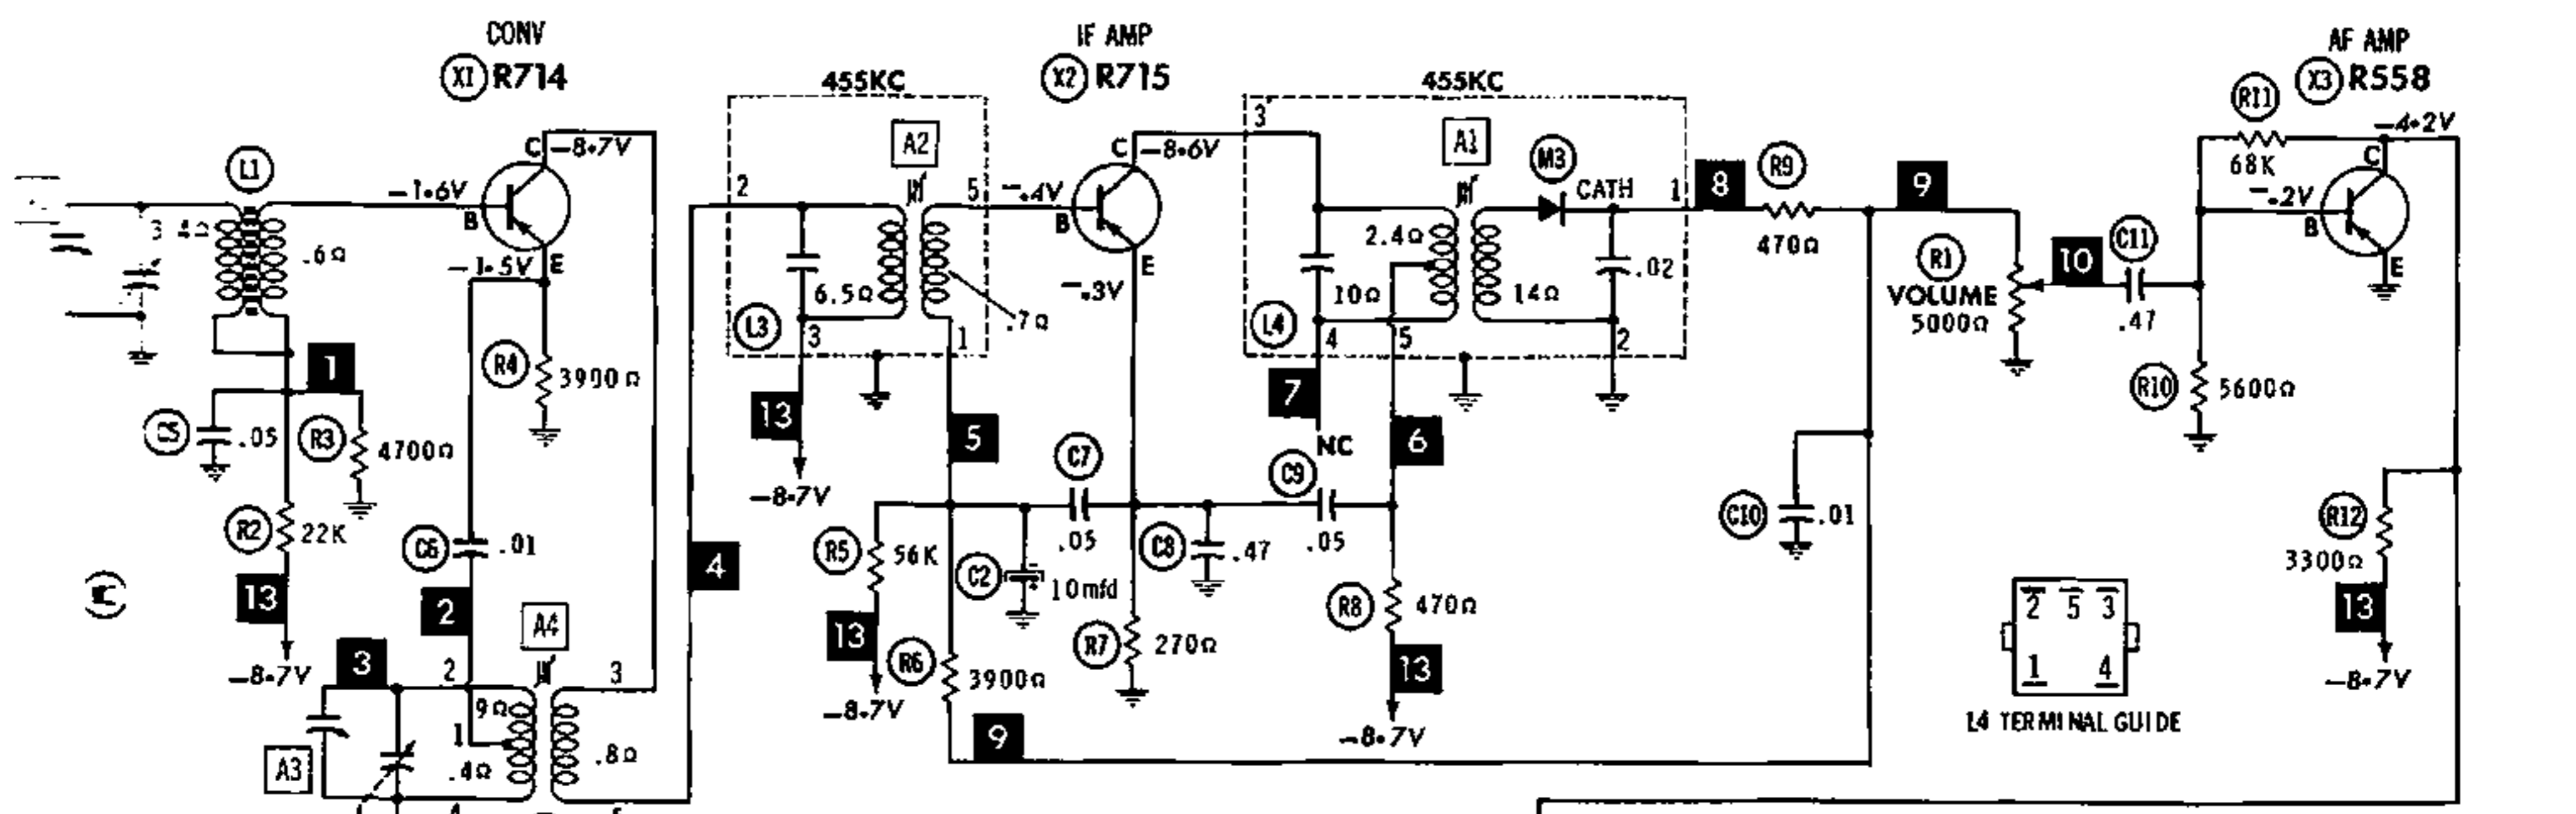 CONV
X1 R714
IF AMP
X2 R715
AF AMP
X3 R558
455KC
455KC
R11
68K
-4.2V
C
-8.7V
A2
C
-8.6V
3
A1
M3
CATH
1
8
R9
470Ω
9
C
-.2V
B
E
L1
-1.6V
B
-1.5V
E
.6Ω
2
5
-.4V
B
E
-.3V
6.5Ω
.7Ω
L3
3
1
2.4Ω
10Ω
14Ω
.02
L4
4
5
2
R1
VOLUME
5000Ω
10
C11
.47
R10
5600Ω
1
R4
3900Ω
C5
.05
R3
4700Ω
13
-8.7V
5
7
NC
6
R2
22K
13
-8.7V
C6
.01
2
4
C7
.05
C9
.05
R5
56K
C2
10mfd
C8
.47
13
-8.7V
R6
3900Ω
R7
270Ω
R8
470Ω
13
-8.7V
C10
.01
R12
3300Ω
13
-8.7V
3
A4
2
3
9Ω
1
.4Ω
.8Ω
A3
9
2 5 3
1 4
L4 TERMINAL GUIDE